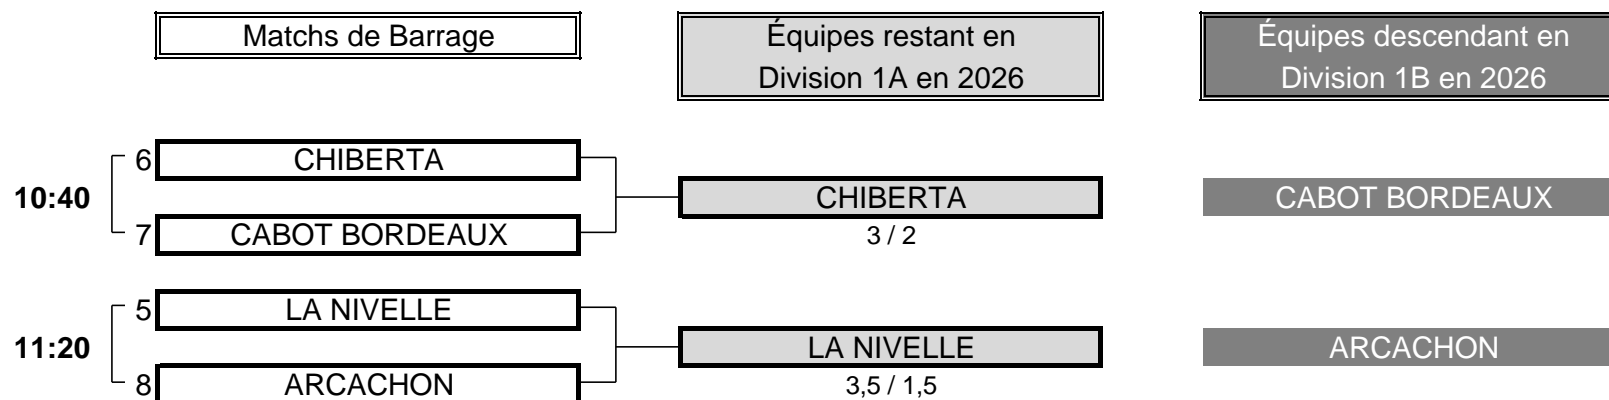 Matchs de Barrage
Équipes restant en
Division 1A en 2026
Équipes descendant en
Division 1B en 2026
6 CHIBERTA
10:40 CHIBERTA CABOT BORDEAUX
7 CABOT BORDEAUX 3 / 2
5 LA NIVELLE
11:20 LA NIVELLE ARCACHON
8 ARCACHON 3,5 / 1,5